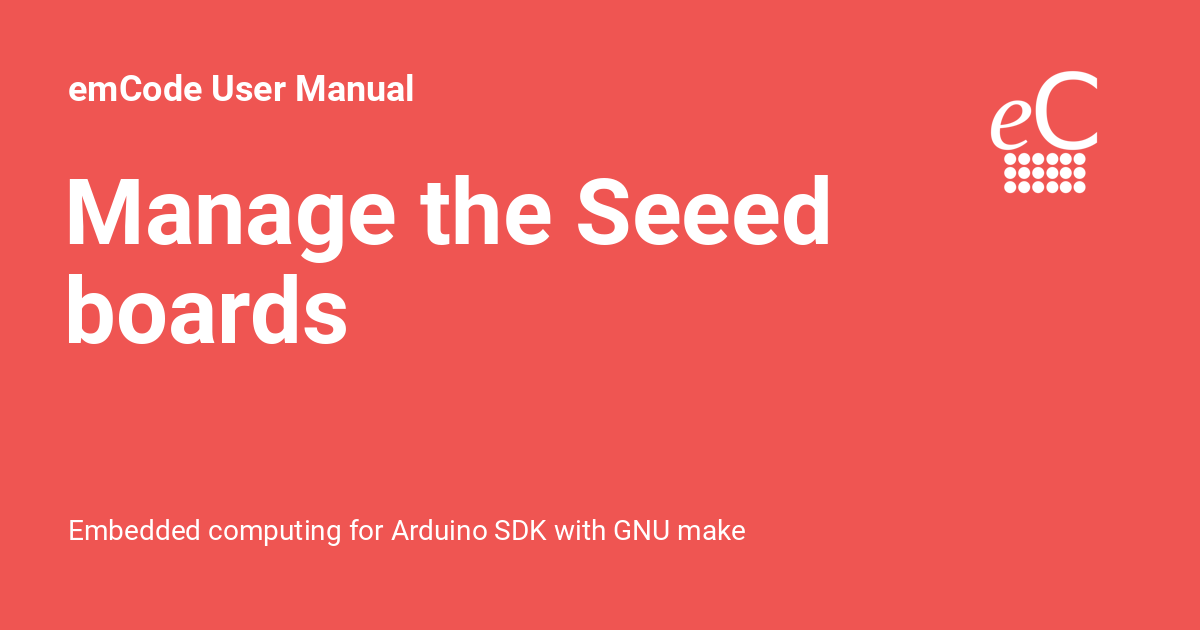 emCode User Manual
eC
Manage the Seeed
boards
Embedded computing for Arduino SDK with GNU make